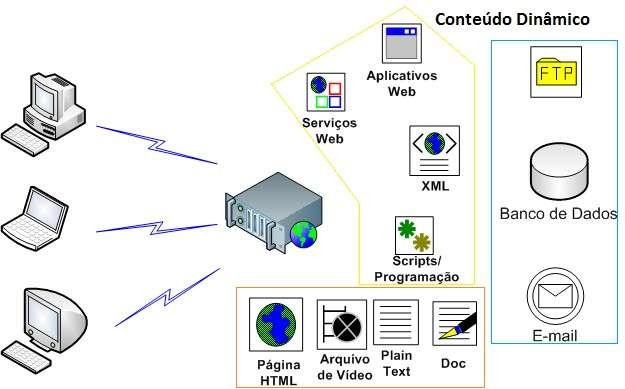 Conteúdo Dinâmico
Aplicativos
Web
Serviços
Web
XML
Scripts/
Programação
FTP
Banco de Dados
E-mail
Página
HTML
Arquivo
de Vídeo
Plain
Text
Doc